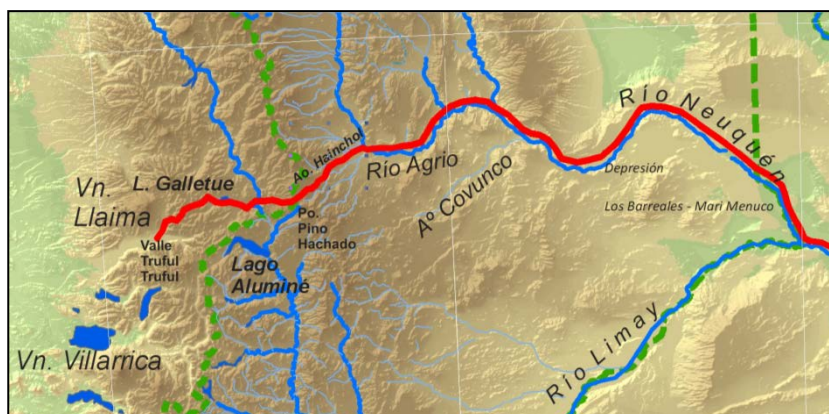 Río Neuquén
Ao. Haichol
Río Agrio
Aº Covunco
Depresión
Los Barreales - Mari Menuco
L. Galletue
Vn.
Llaima
Po.
Pino
Hachado
Valle
Truful
Truful
Lago
Aluminé
Vn. Villarrica
Río Limay